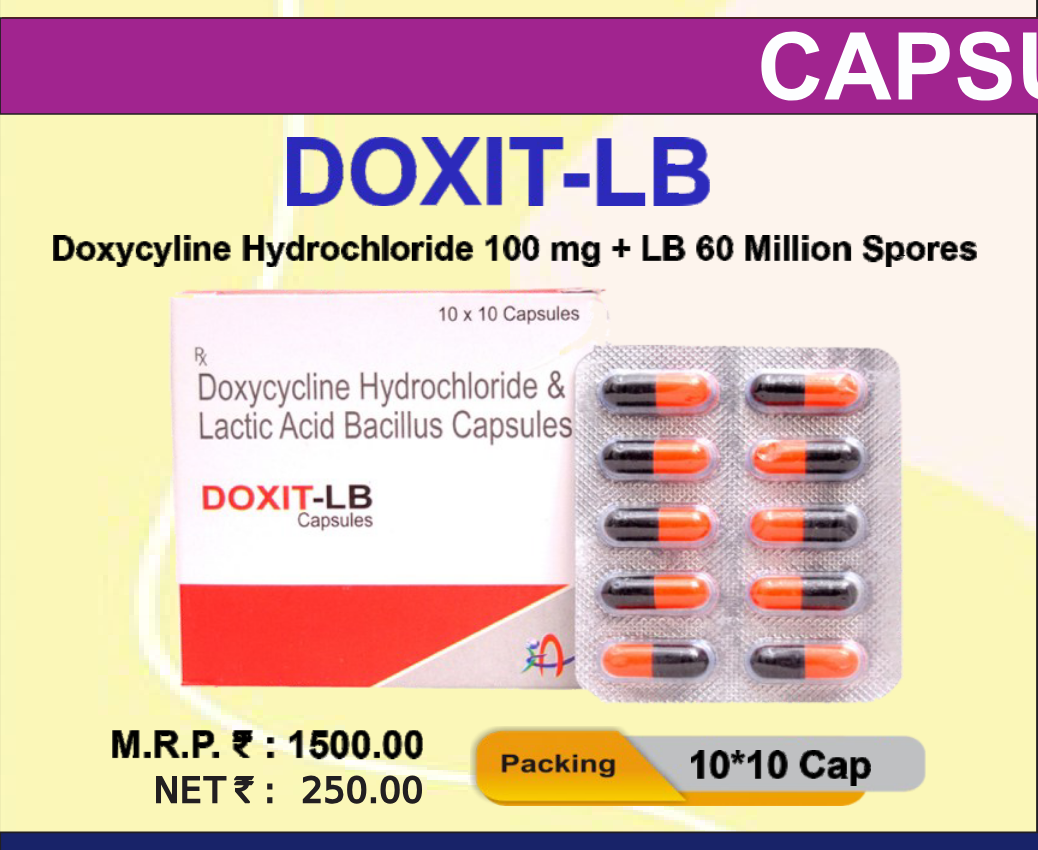 CAPSU
DOXIT-LB
Doxycyline Hydrochloride 100 mg + LB 60 Million Spores
10 x 10 Capsules
Rx
Doxycycline Hydrochloride &
Lactic Acid Bacillus Capsules
DOXIT-LB
Capsules
M.R.P. ₹ : 1500.00
NET ₹ : 250.00
Packing
10*10 Cap